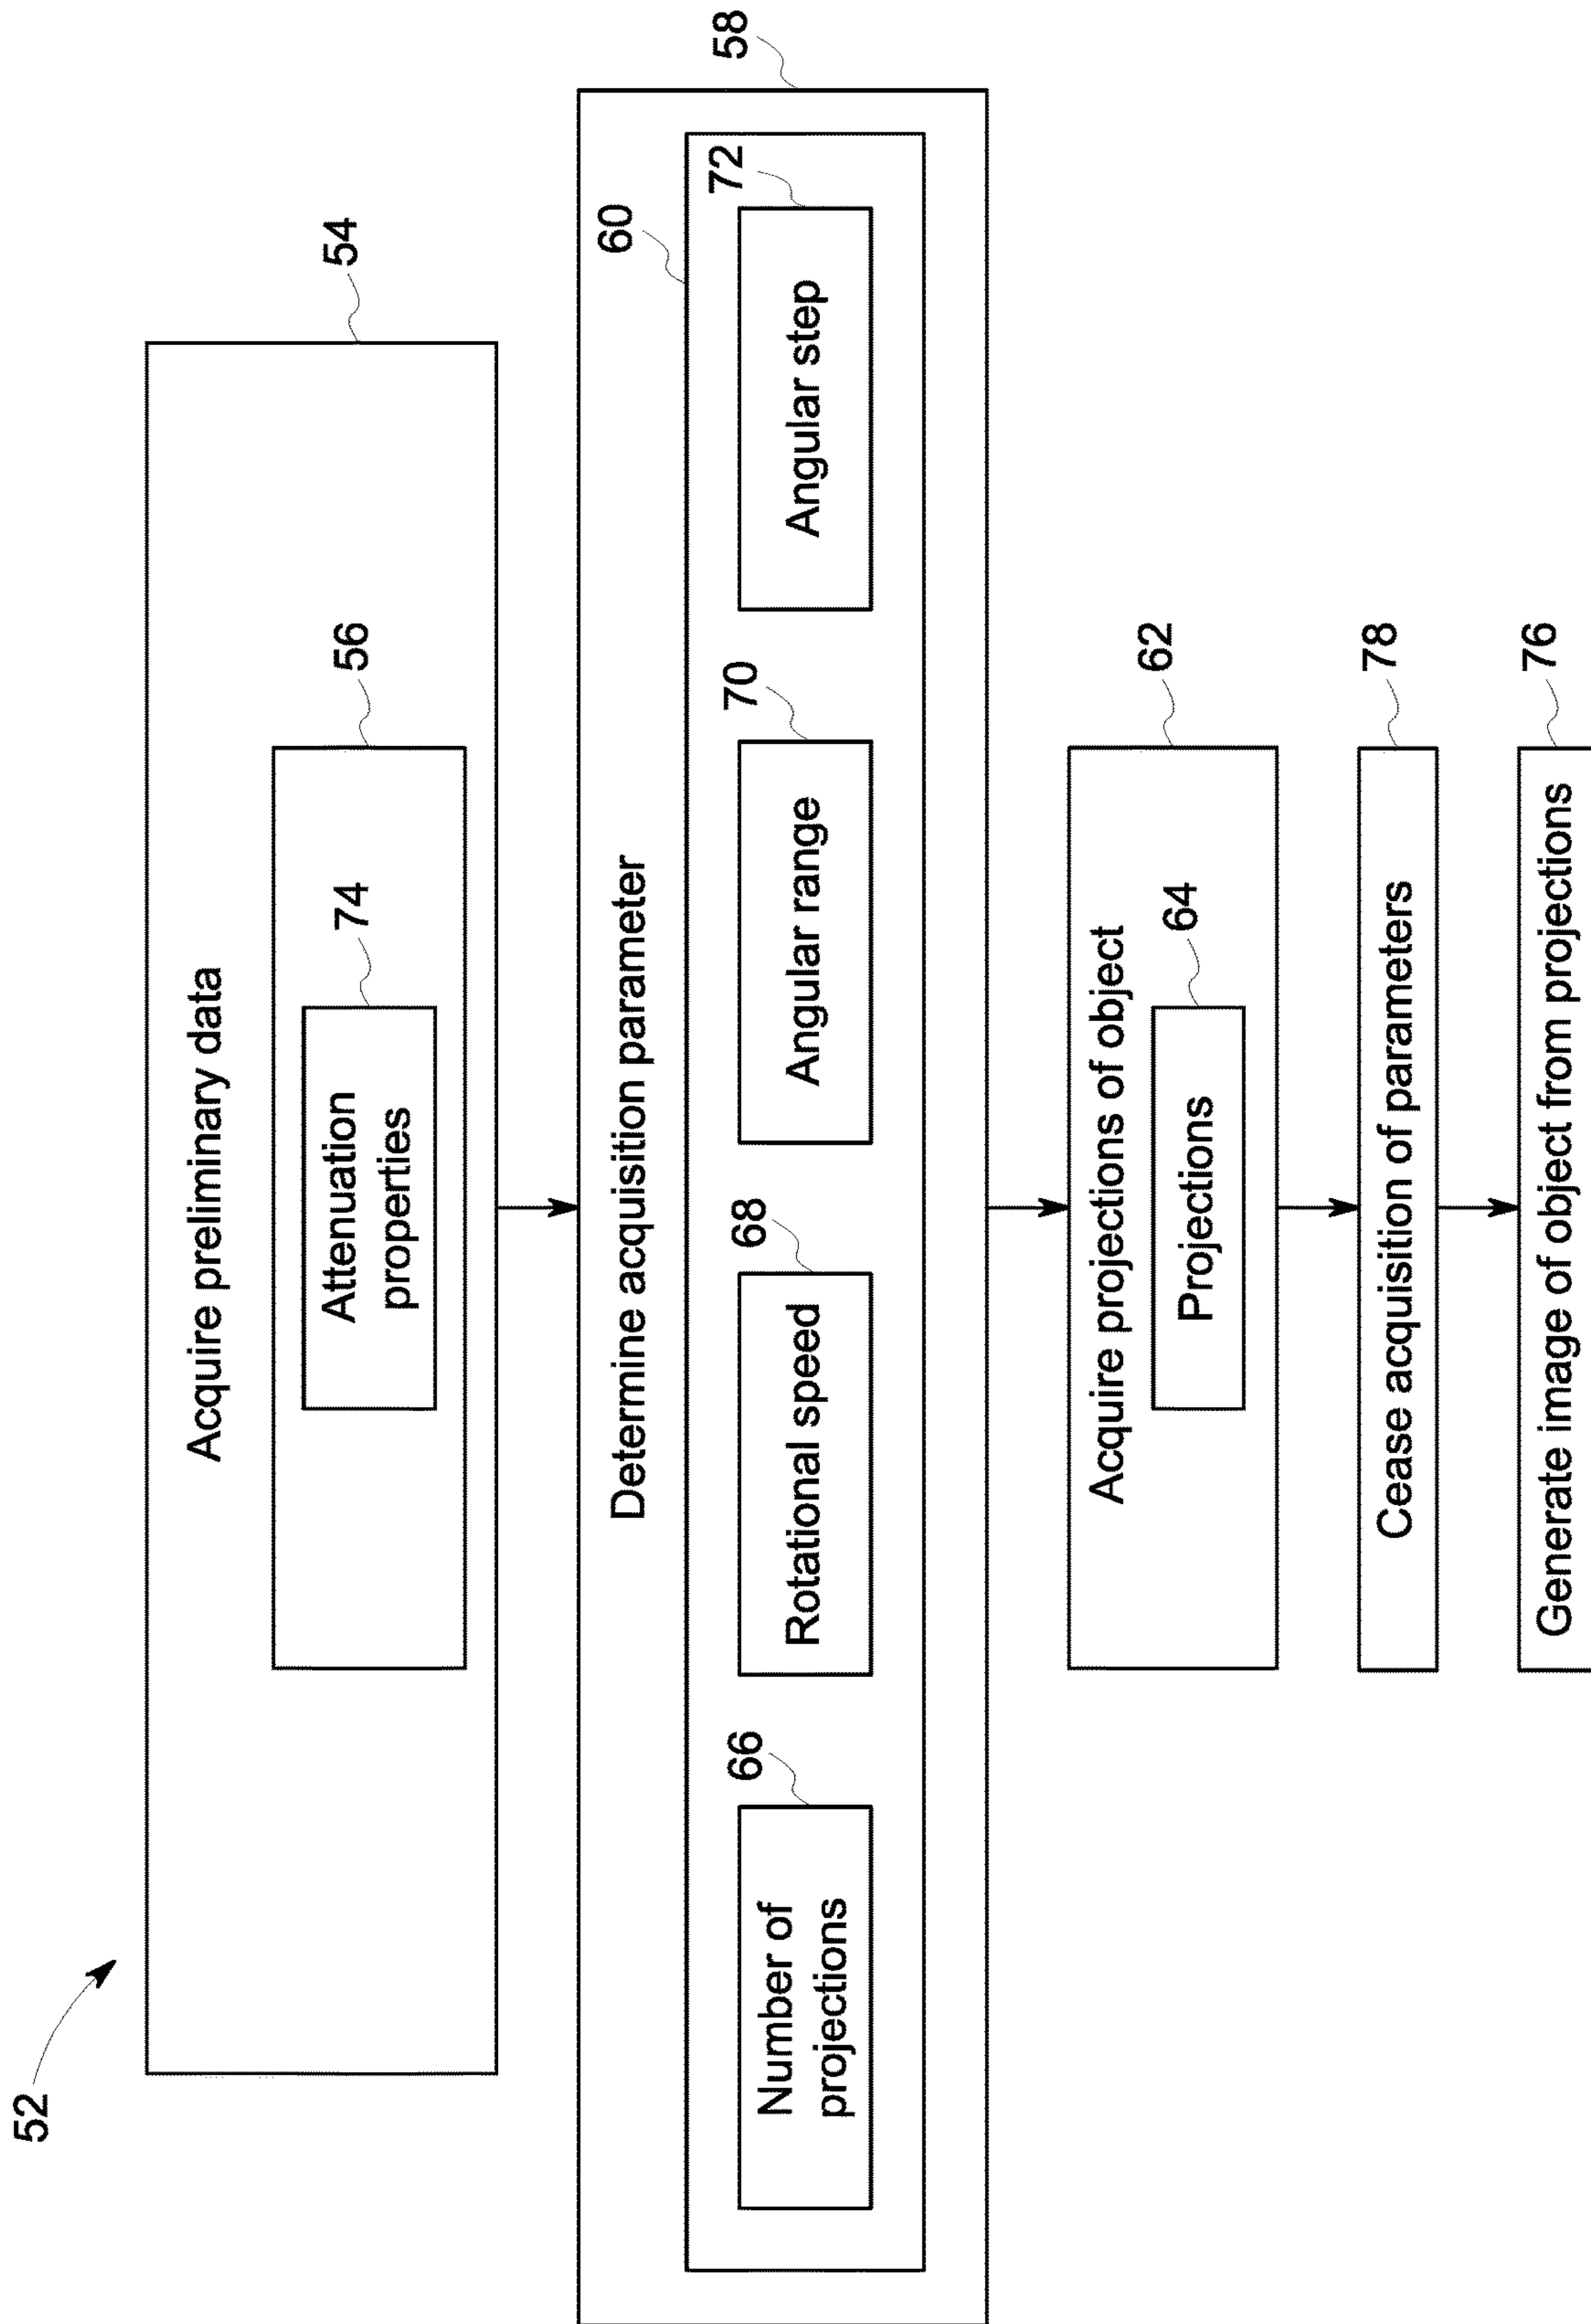 52
Acquire preliminary data
54
56
Attenuation
properties
74
Determine acquisition parameter
58
60
Number of
projections
66
Rotational speed
68
Angular range
70
Angular step
72
Acquire projections of object
62
Projections
64
Cease acquisition of parameters
78
Generate image of object from projections
76